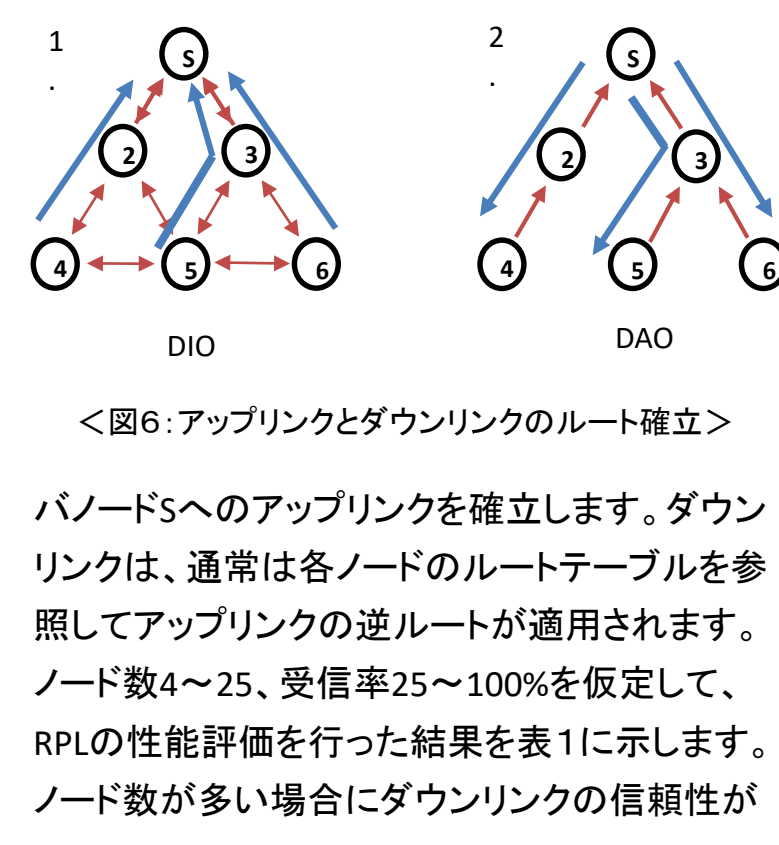 1
.
S
2
3
4
5
6
DIO
2
.
S
2
3
4
5
6
DAO
＜図６：アップリンクとダウンリンクのルート確立＞
バノードSへのアップリンクを確立します。ダウン
リンクは、通常は各ノードのルートテーブルを参
照してアップリンクの逆ルートが適用されます。
ノード数4～25、受信率25～100%を仮定して、
RPLの性能評価を行った結果を表１に示します。
ノード数が多い場合にダウンリンクの信頼性が